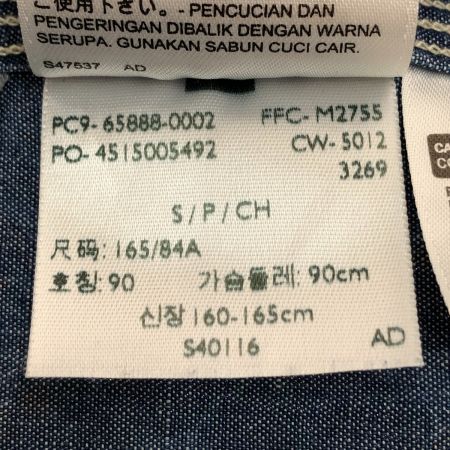 ご使用下さい。- PENCUCIAN DAN
PENGERINGAN DIBALIK DENGAN WARNA
SERUPA. GUNAKAN SABUN CUCI CAIR.
S47537 AD
PC9- 65888-0002 FFC- M2755
PO- 4515005492 CW- 5012
3269
S / P / CH
尺码: 165/84A
호칭: 90 가슴둘레: 90cm
신장 160-165cm
S40116 AD